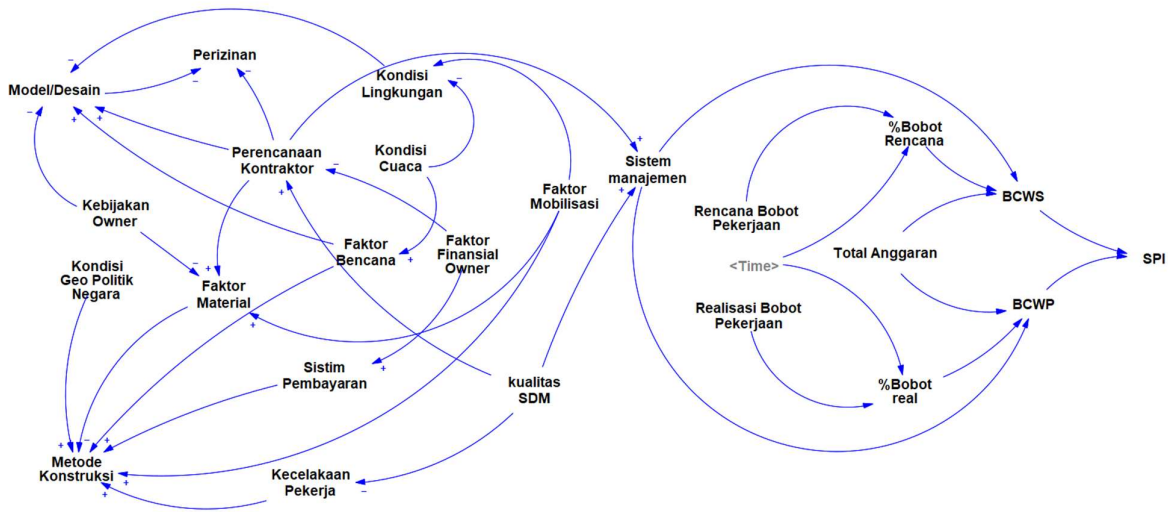 Perizinan
Model/Desain
Kondisi
Lingkungan
Perencanaan
Kontraktor
Kondisi
Cuaca
Sistem
manajemen
%Bobot
Rencana
Kebijakan
Owner
Faktor
Mobilisasi
Rencana Bobot
Pekerjaan
BCWS
Faktor
Bencana
Faktor
Finansial
Owner
Total Anggaran
<Time>
SPI
Kondisi
Geo Politik
Negara
Faktor
Material
Realisasi Bobot
Pekerjaan
BCWP
Sistim
Pembayaran
kualitas
SDM
%Bobot
real
Metode
Konstruksi
Kecelakaan
Pekerja